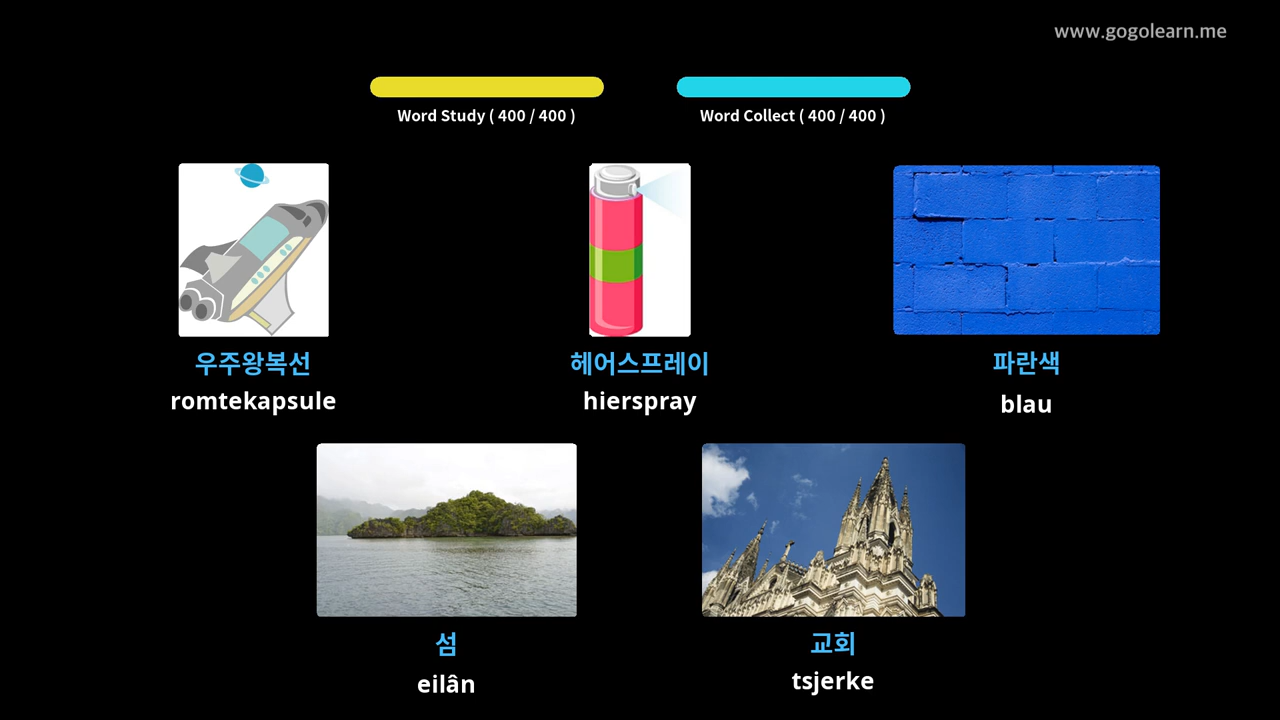 www.gogolearn.me
Word Study ( 400 / 400 )
Word Collect ( 400 / 400 )
우주왕복선
romtekapsule
헤어스프레이
hierspray
파란색
blau
섬
eilân
교회
tsjerke